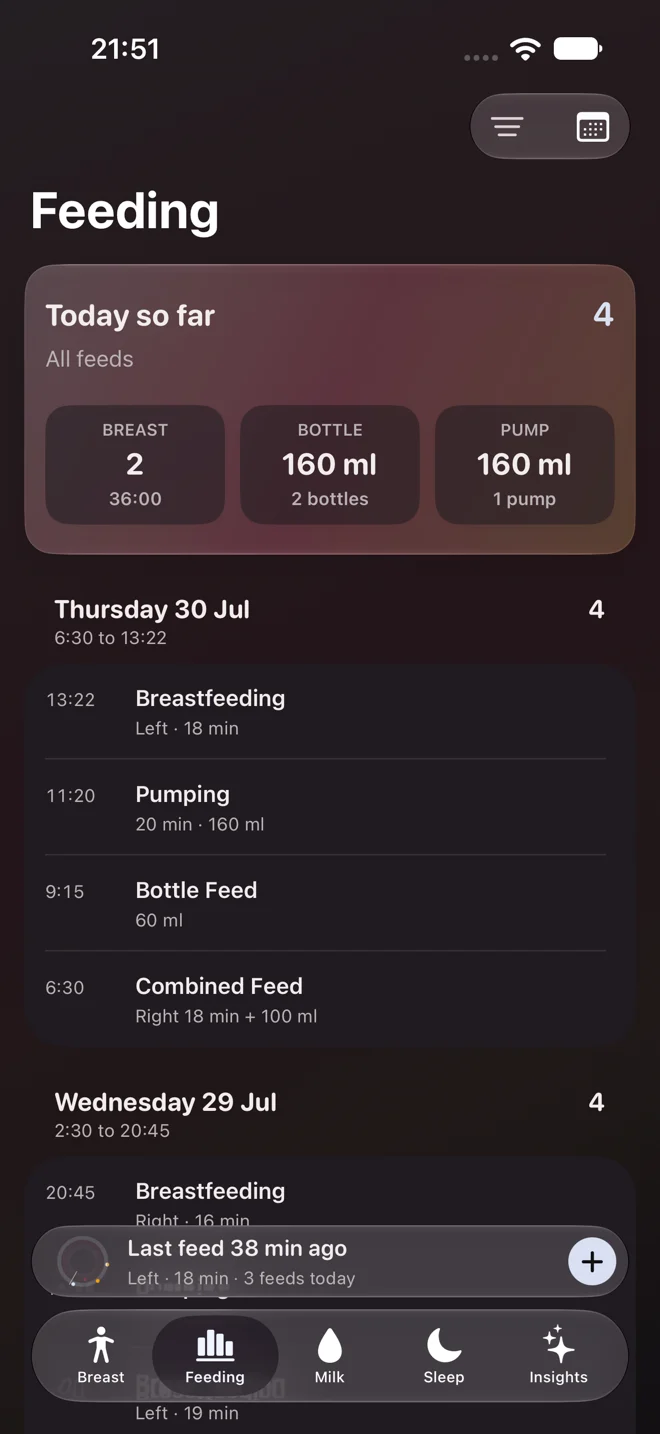 21:51
Feeding
Today so far
4
All feeds
BREAST
2
36:00
BOTTLE
160 ml
2 bottles
PUMP
160 ml
1 pump
Thursday 30 Jul
4
6:30 to 13:22
13:22
Breastfeeding
Left · 18 min
11:20
Pumping
20 min · 160 ml
9:15
Bottle Feed
60 ml
6:30
Combined Feed
Right 18 min + 100 ml
Wednesday 29 Jul
4
2:30 to 20:45
20:45
Breastfeeding
Right · 16 min
Last feed 38 min ago
Left · 18 min · 3 feeds today
Breast
Feeding
Milk
Sleep
Insights
Left · 19 min